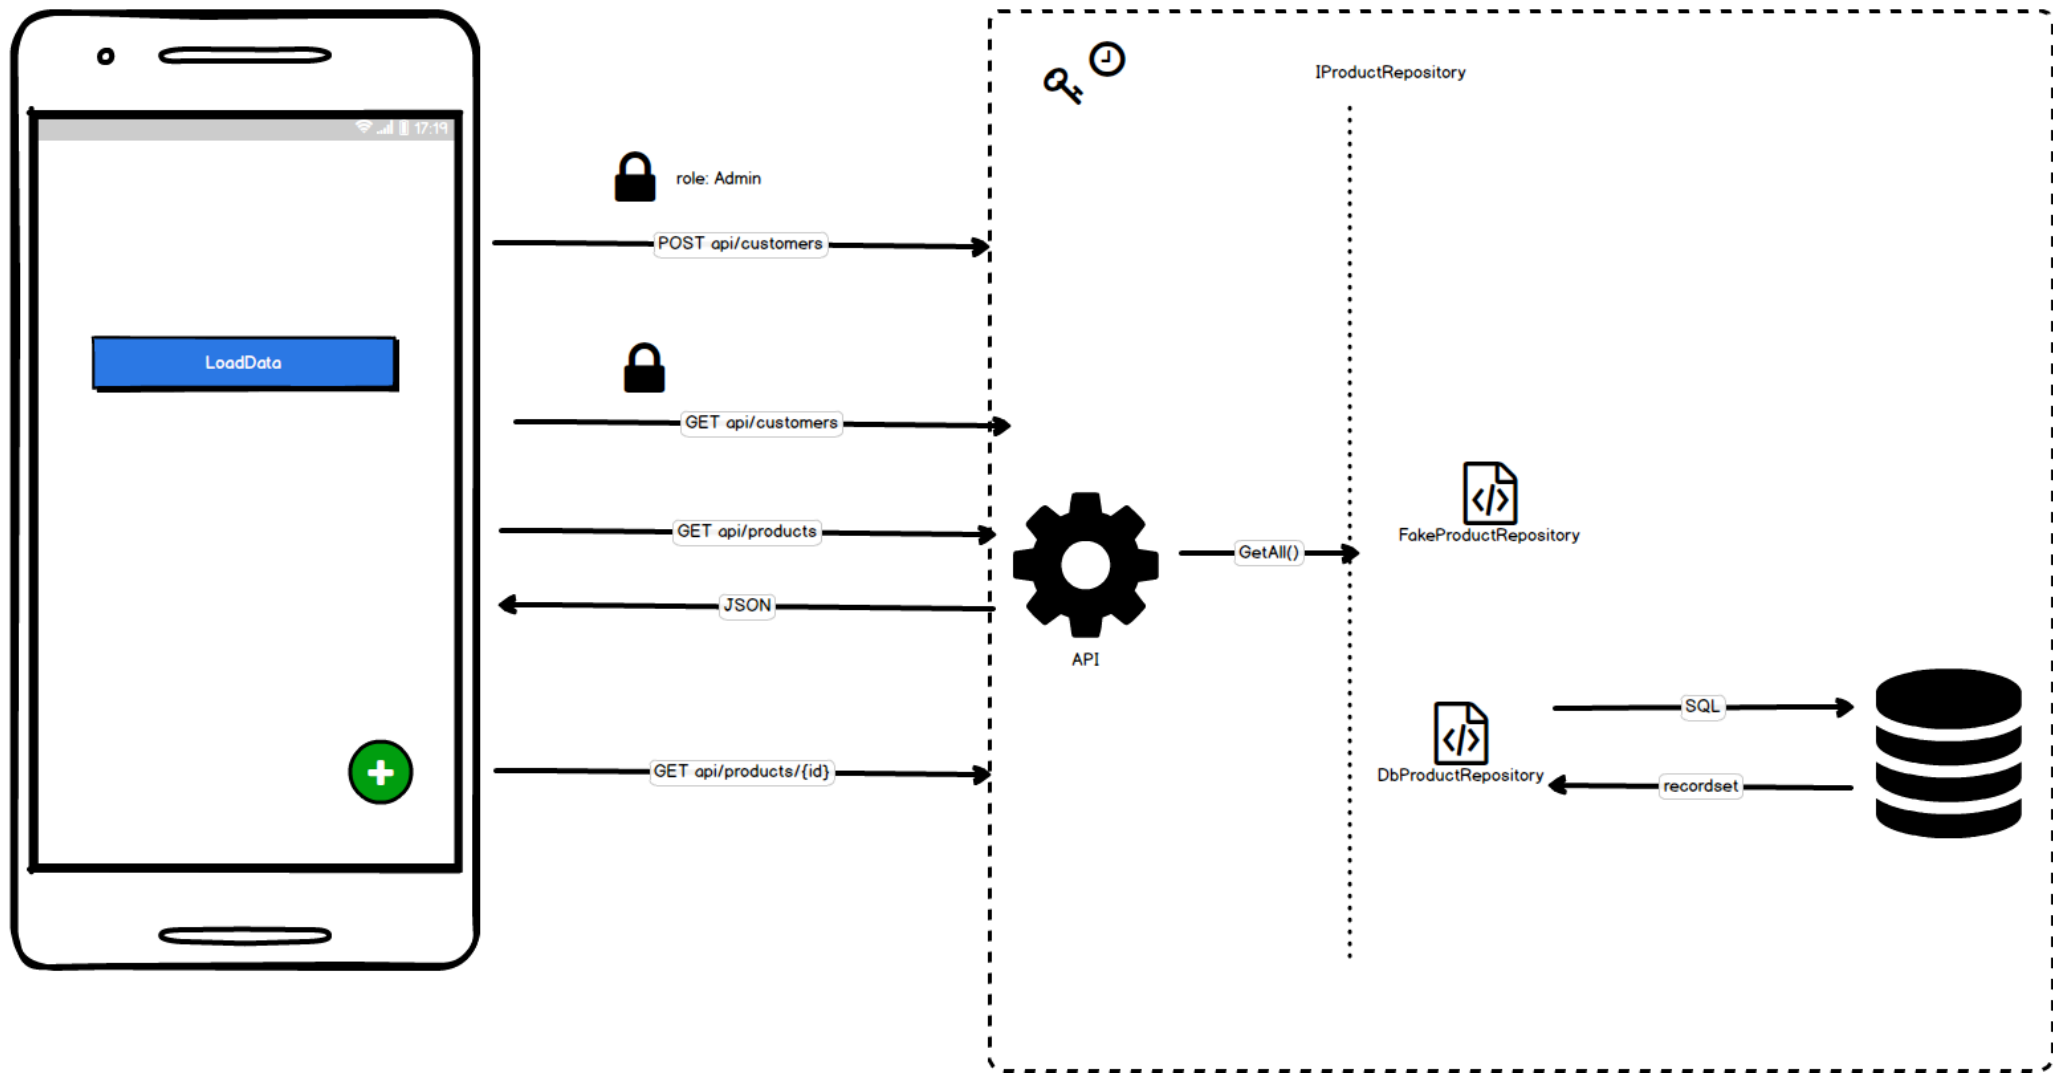 17:19
LoadData
role: Admin
POST api/customers
GET api/customers
GET api/products
JSON
GET api/products/{id}
API
IProductRepository
GetAll()
</>
FakeProductRepository
</>
DbProductRepository
SQL
recordset